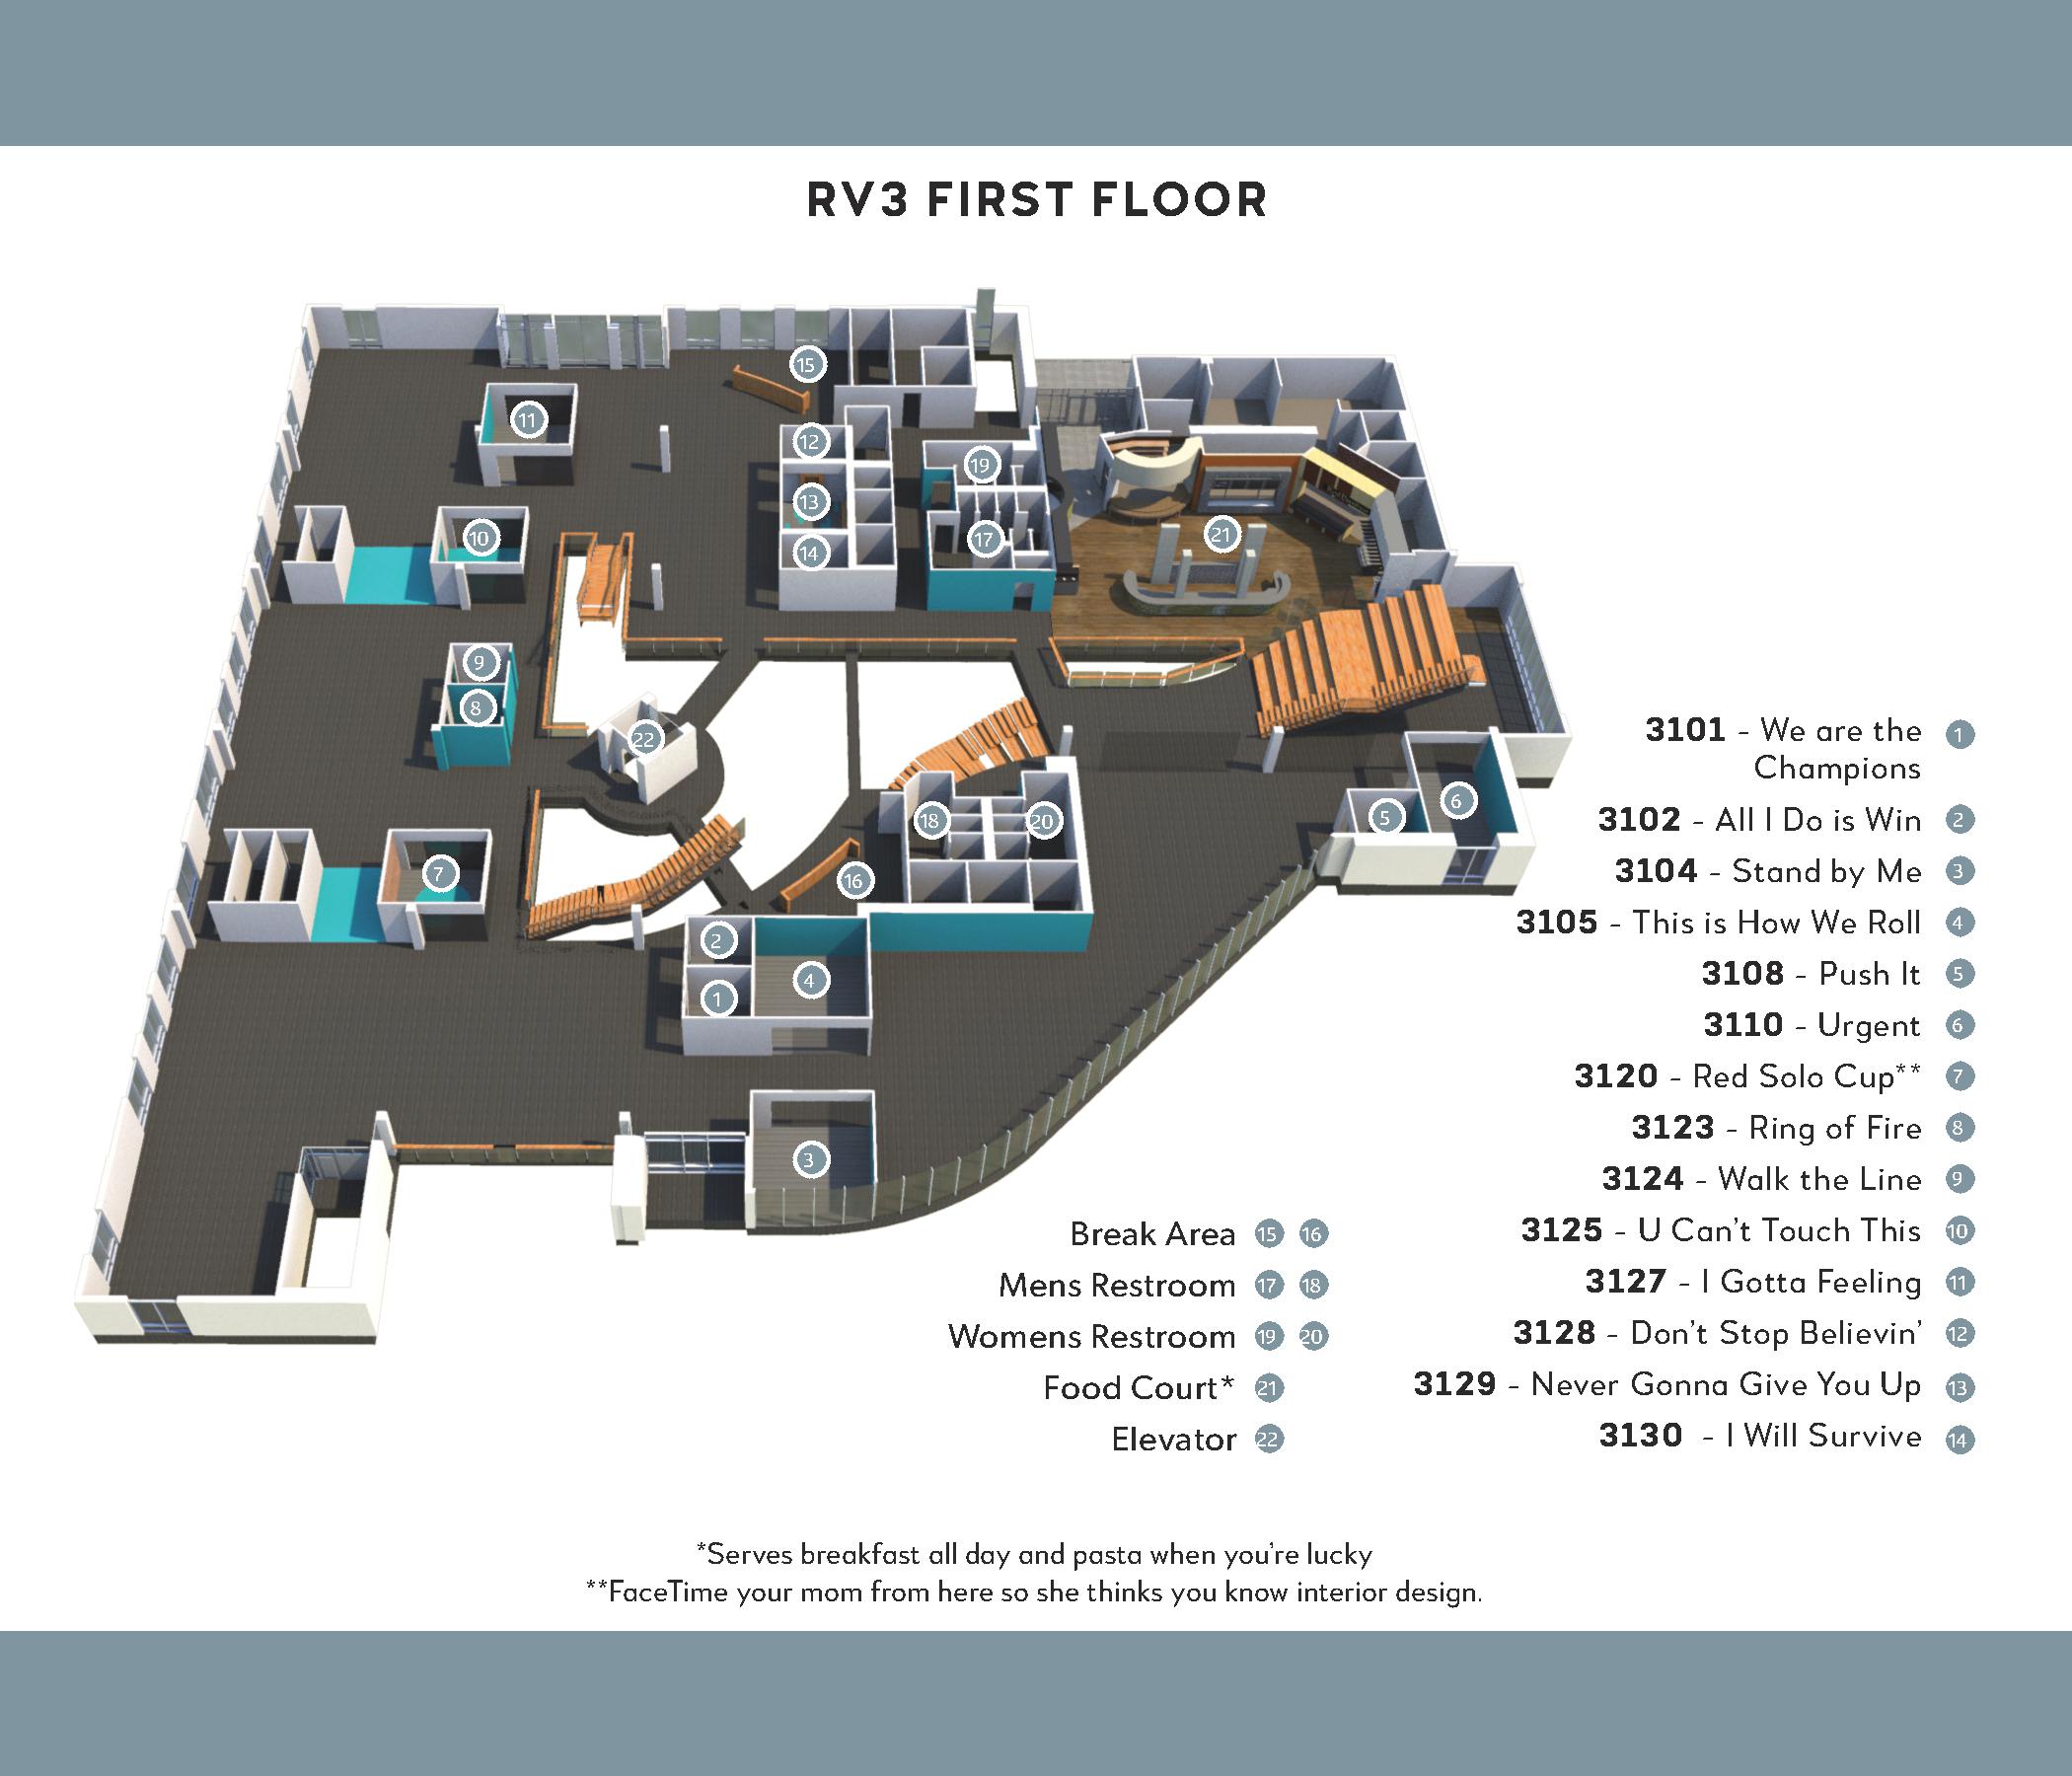 RV3 FIRST FLOOR
15
11
12
19
13
10
21
17
14
9
8
22
5
6
18
20
7
16
2
4
1
3
3101 - We are the 1
Champions
3102 - All I Do is Win 2
3104 - Stand by Me 3
3105 - This is How We Roll 4
3108 - Push It 5
3110 - Urgent 6
3120 - Red Solo Cup** 7
3123 - Ring of Fire 8
3124 - Walk the Line 9
3125 - U Can't Touch This 10
3127 - I Gotta Feeling 11
3128 - Don't Stop Believin' 12
3129 - Never Gonna Give You Up 13
3130 - I Will Survive 14
Break Area 15 16
Mens Restroom 17 18
Womens Restroom 19 20
Food Court* 21
Elevator 22
*Serves breakfast all day and pasta when you're lucky
**FaceTime your mom from here so she thinks you know interior design.